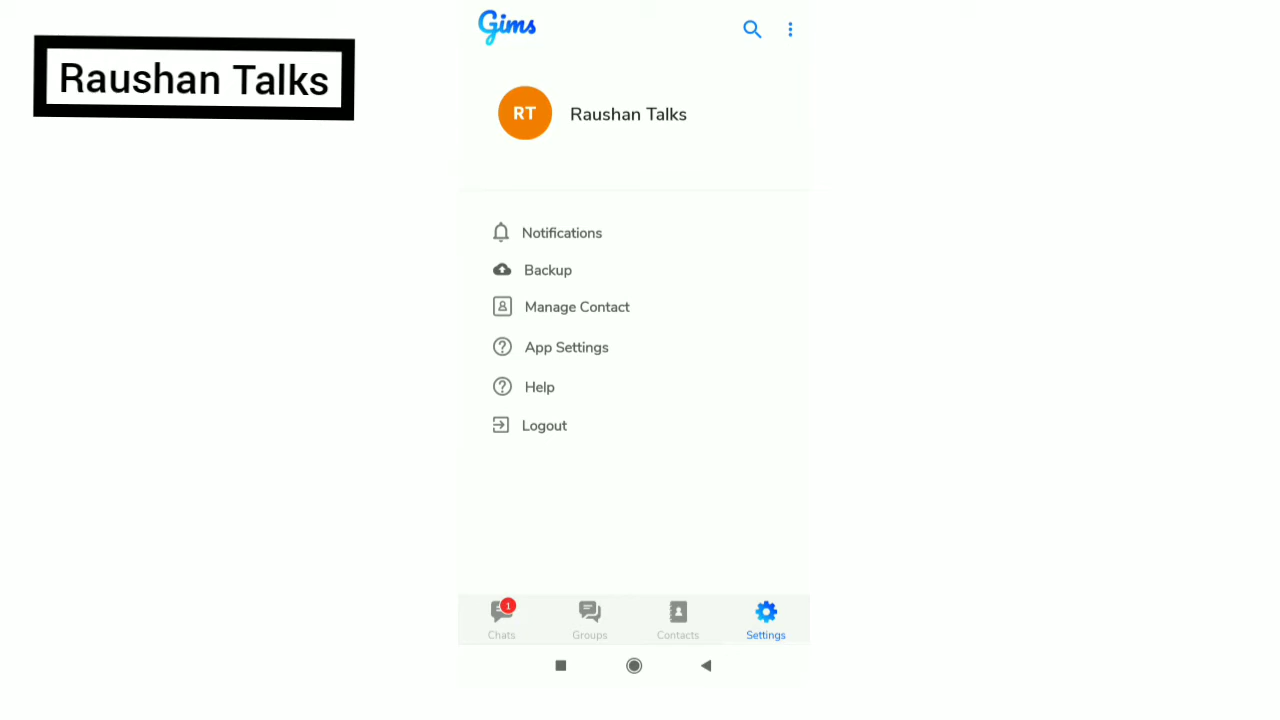 Raushan Talks
Gims
RT
Raushan Talks
Notifications
Backup
Manage Contact
App Settings
Help
Logout
1
Chats
Groups
Contacts
Settings